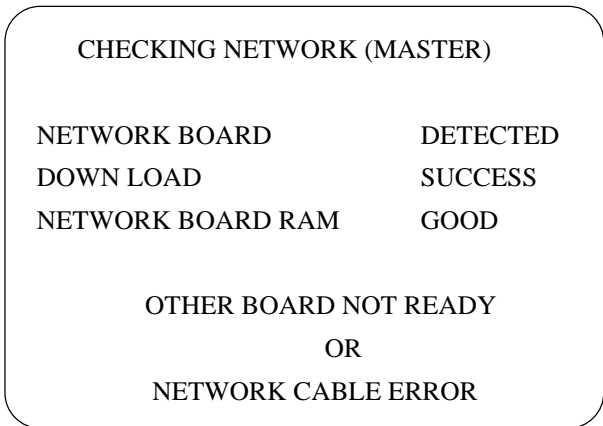 CHECKING NETWORK (MASTER)
NETWORK BOARD DETECTED
DOWN LOAD SUCCESS
NETWORK BOARD RAM GOOD
OTHER BOARD NOT READY
OR
NETWORK CABLE ERROR